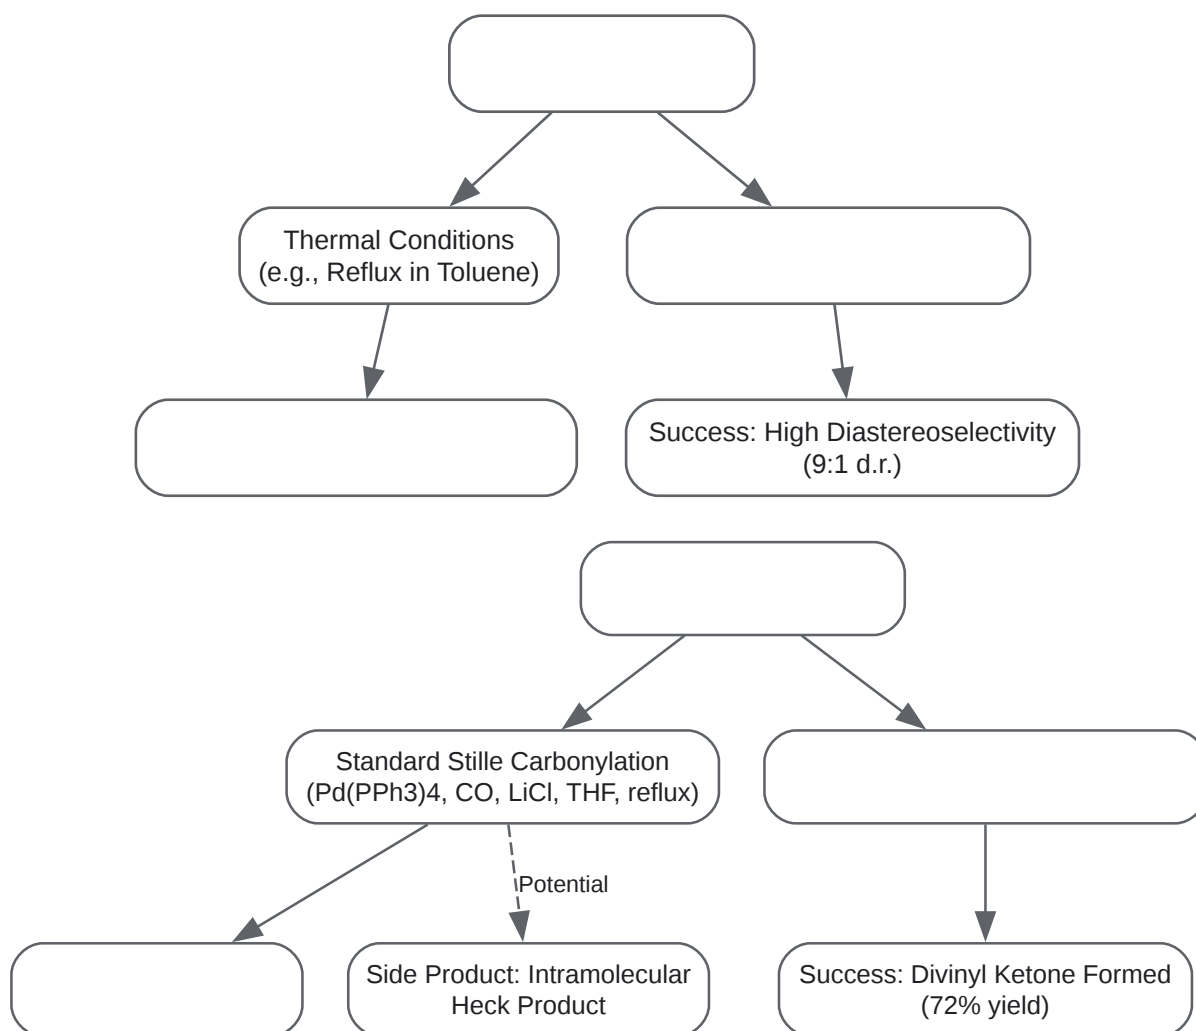 Thermal Conditions
(e.g., Reflux in Toluene)
Success: High Diastereoselectivity
(9:1 d.r.)
Standard Stille Carbonylation
(Pd(PPh3)4, CO, LiCl, THF, reflux)
Potential
Side Product: Intramolecular
Heck Product
Success: Divinyl Ketone Formed
(72% yield)